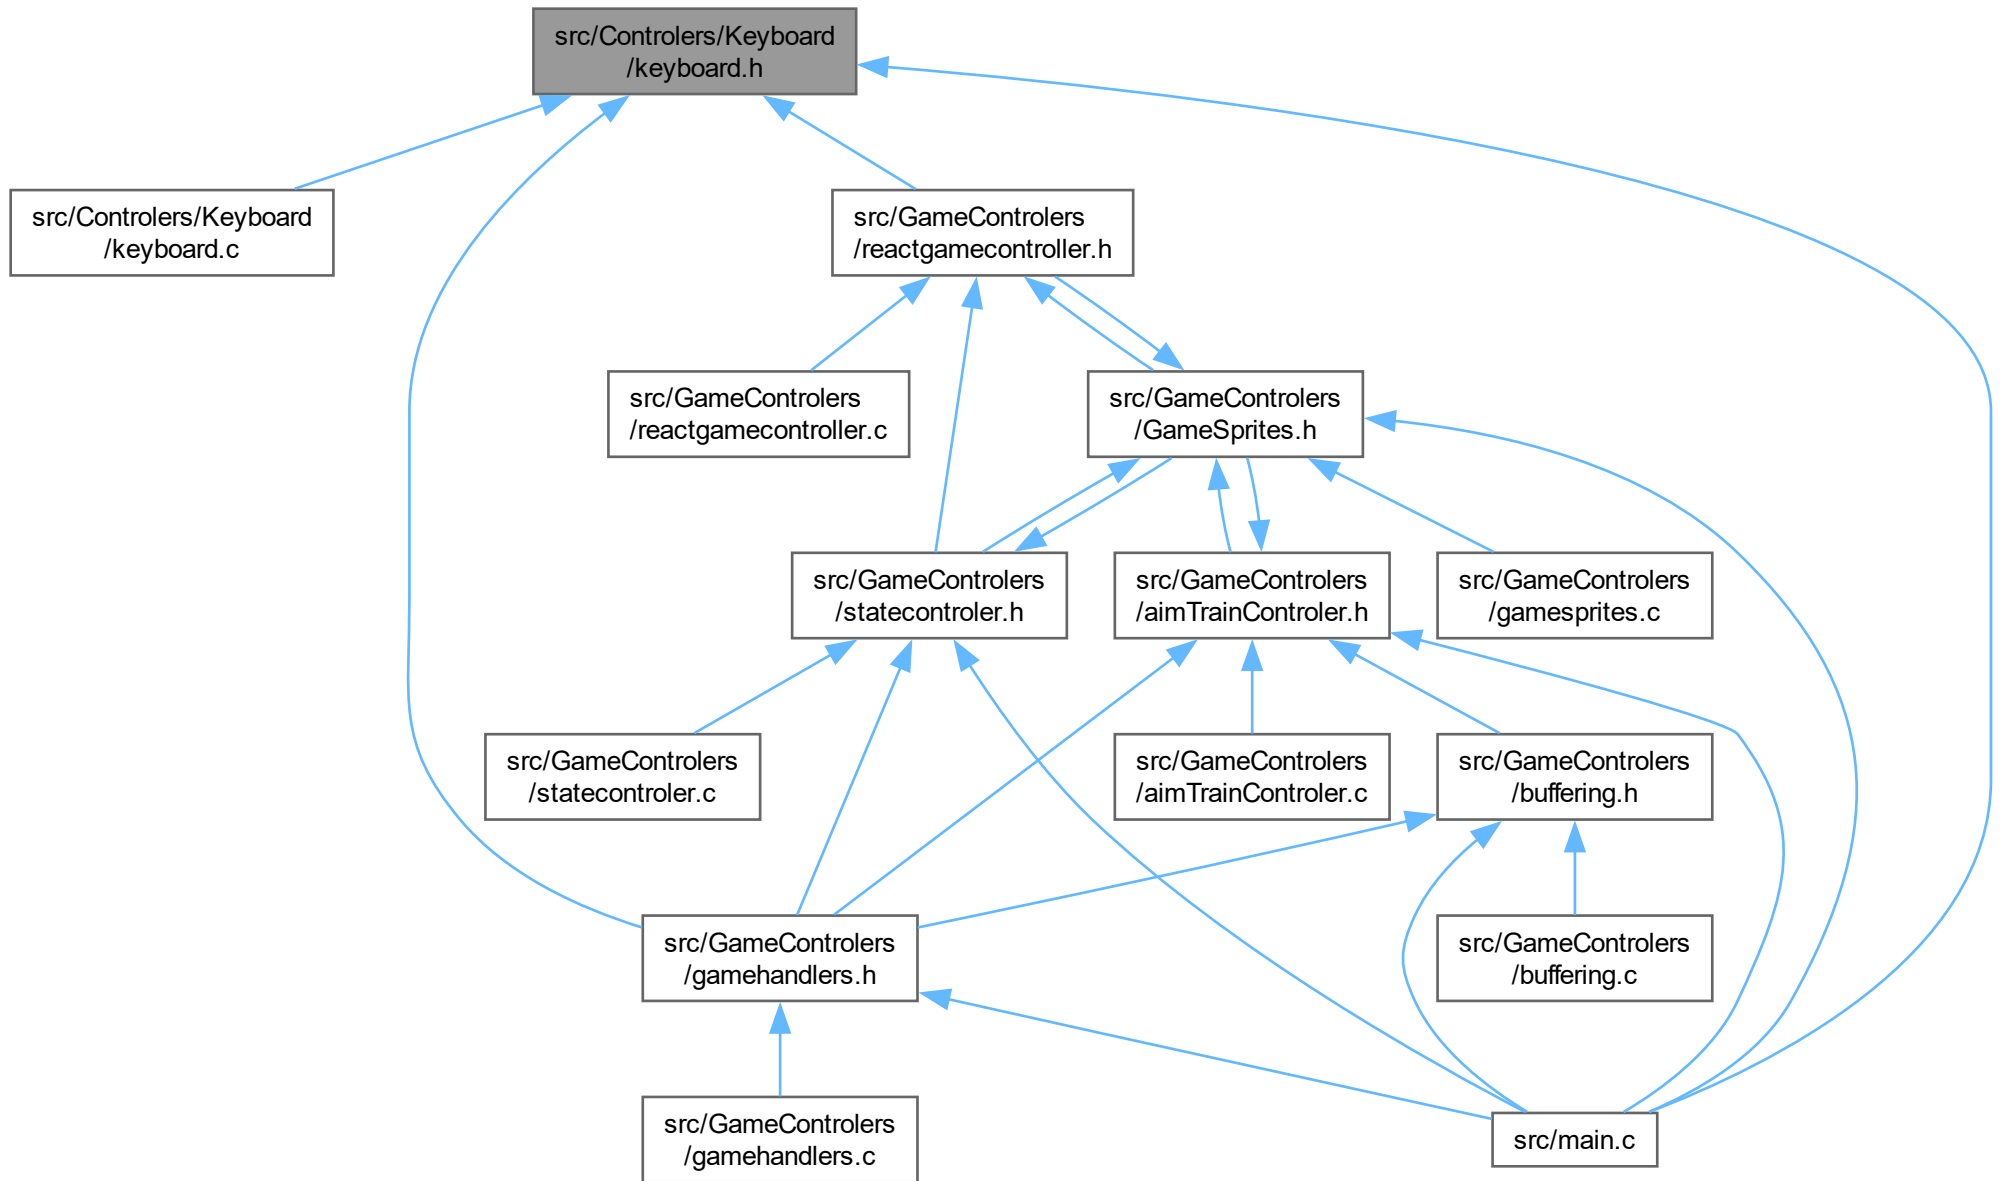 src/Controlers/Keyboard
/keyboard.h
src/Controlers/Keyboard
/keyboard.c
src/GameControlers
/reactgamecontroller.h
src/GameControlers
/reactgamecontroller.c
src/GameControlers
/GameSprites.h
src/GameControlers
/statecontroler.h
src/GameControlers
/aimTrainControler.h
src/GameControlers
/gamesprites.c
src/GameControlers
/statecontroler.c
src/GameControlers
/aimTrainControler.c
src/GameControlers
/buffering.h
src/GameControlers
/gamehandlers.h
src/GameControlers
/buffering.c
src/GameControlers
/gamehandlers.c
src/main.c